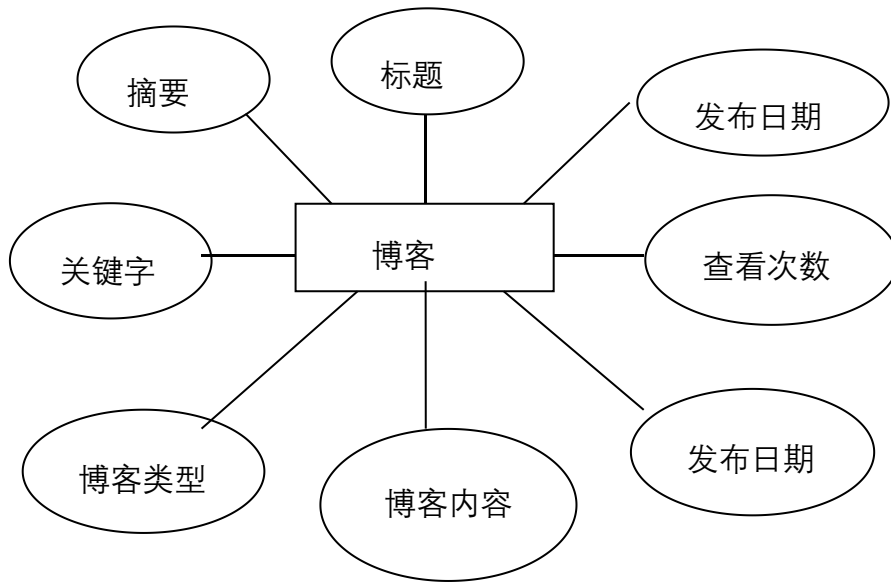 标题
摘要
发布日期
博客
关键字
查看次数
发布日期
博客类型
博客内容